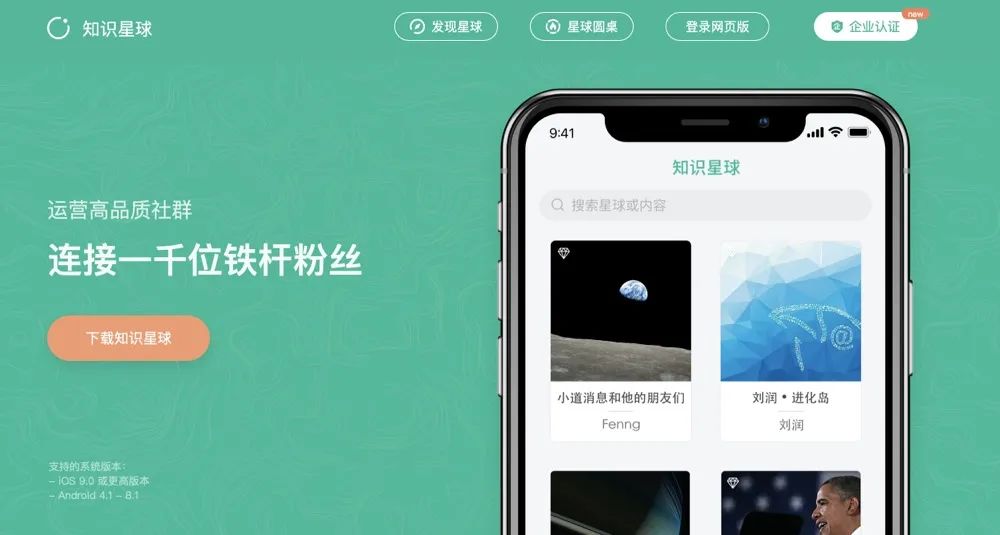 知识星球
发现星球
星球圆桌
登录网页版
企业认证
new
运营高品质社群
连接一千位铁杆粉丝
下载知识星球
支持的系统版本：
- iOS 9.0 或更高版本
- Android 4.1 - 8.1
9:41
知识星球
搜索星球或内容
小道消息和他的朋友们
Fenng
@
刘润•进化岛
刘润